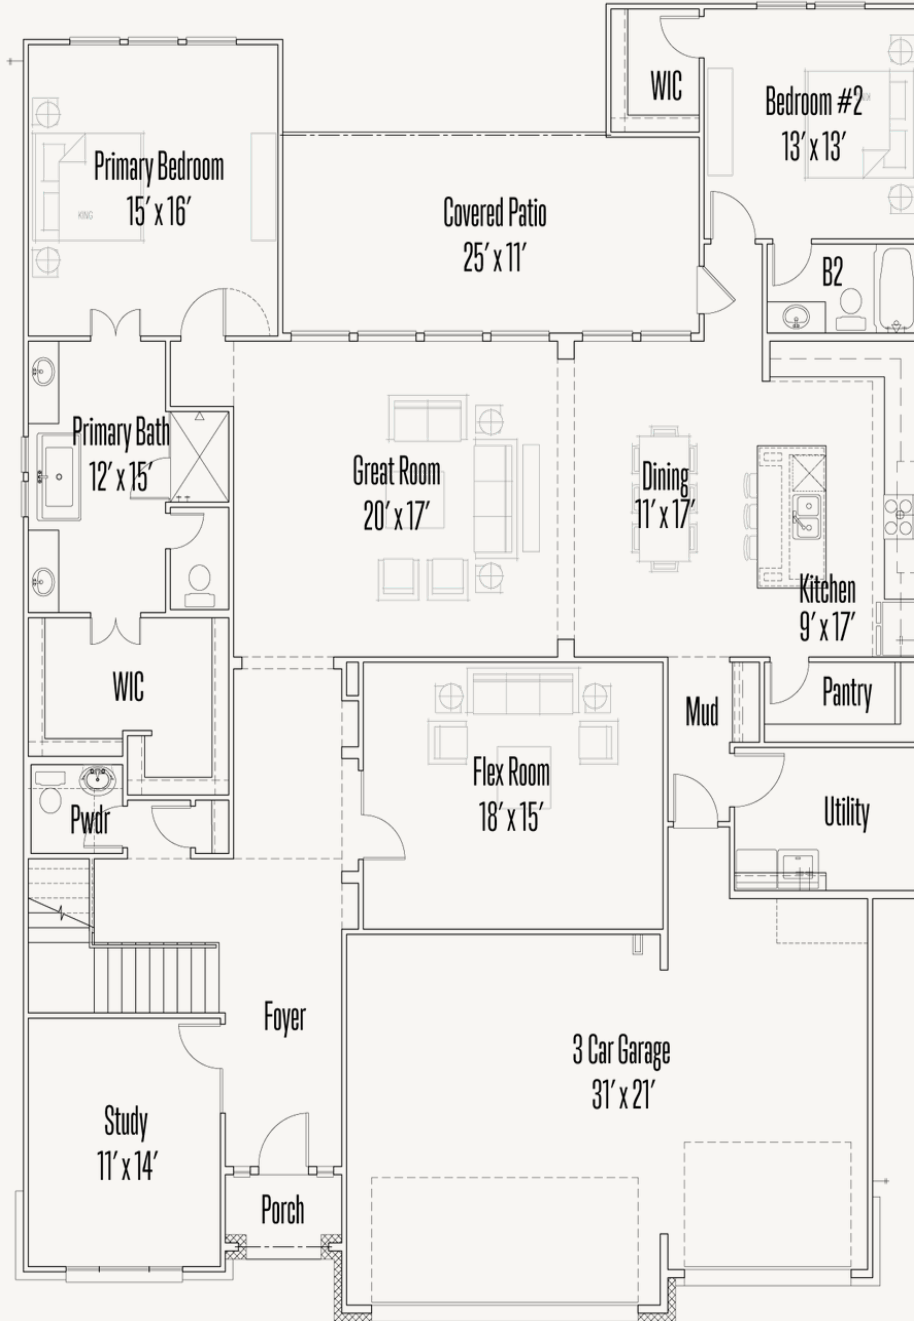 WIC
Bedroom #2
13' x 13'
Primary Bedroom
15' x 16'
KING
Covered Patio
25' x 11'
B2
Primary Bath
12' x 15'
Great Room
20' x 17'
Dining
11' x 17'
Kitchen
9' x 17'
WIC
Mud
Pantry
Flex Room
18' x 15'
Pwdr
Utility
Foyer
3 Car Garage
31' x 21'
Study
11' x 14'
Porch